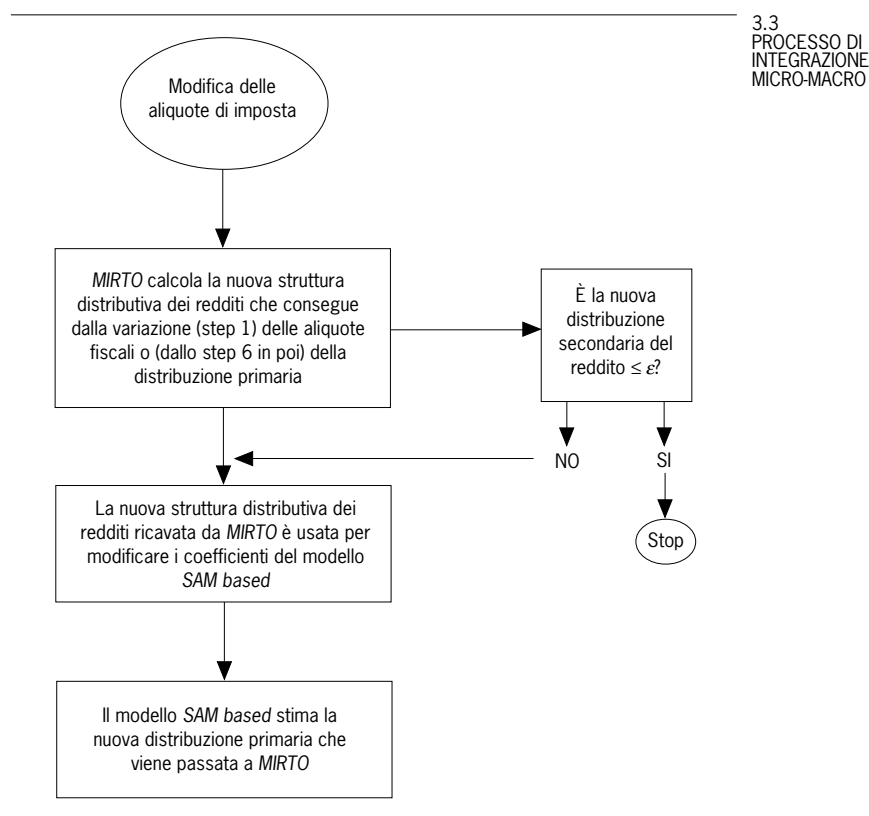 3.3
PROCESSO DI
INTEGRAZIONE
MICRO-MACRO
Modifica delle
aliquote di imposta
MIRTO calcola la nuova struttura
distributiva dei redditi che consegue
dalla variazione (step 1) delle aliquote
fiscali o (dallo step 6 in poi) della
distribuzione primaria
È la nuova
distribuzione
secondaria del
reddito ≤ ε?
NO
SI
La nuova struttura distributiva dei
redditi ricavata da MIRTO è usata per
modificare i coefficienti del modello
SAM based
Stop
Il modello SAM based stima la
nuova distribuzione primaria che
viene passata a MIRTO